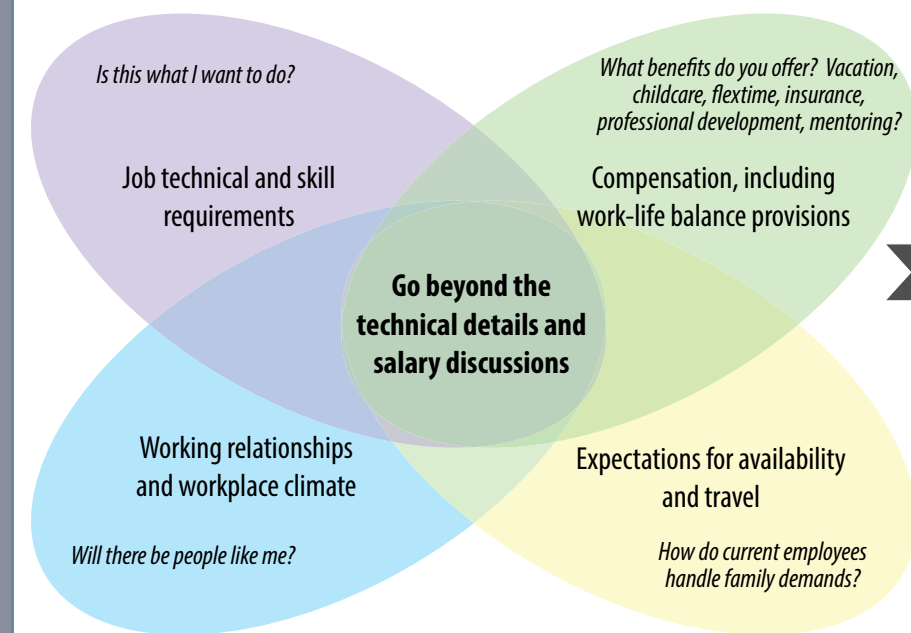 Is this what I want to do?
Job technical and skill
requirements
What benefits do you offer?  Vacation,
childcare, flextime, insurance,
professional development, mentoring?
Compensation, including
work-life balance provisions
Go beyond the
technical details and
salary discussions
Working relationships
and workplace climate
Will there be people like me?
Expectations for availability
and travel
How do current employees
handle family demands?